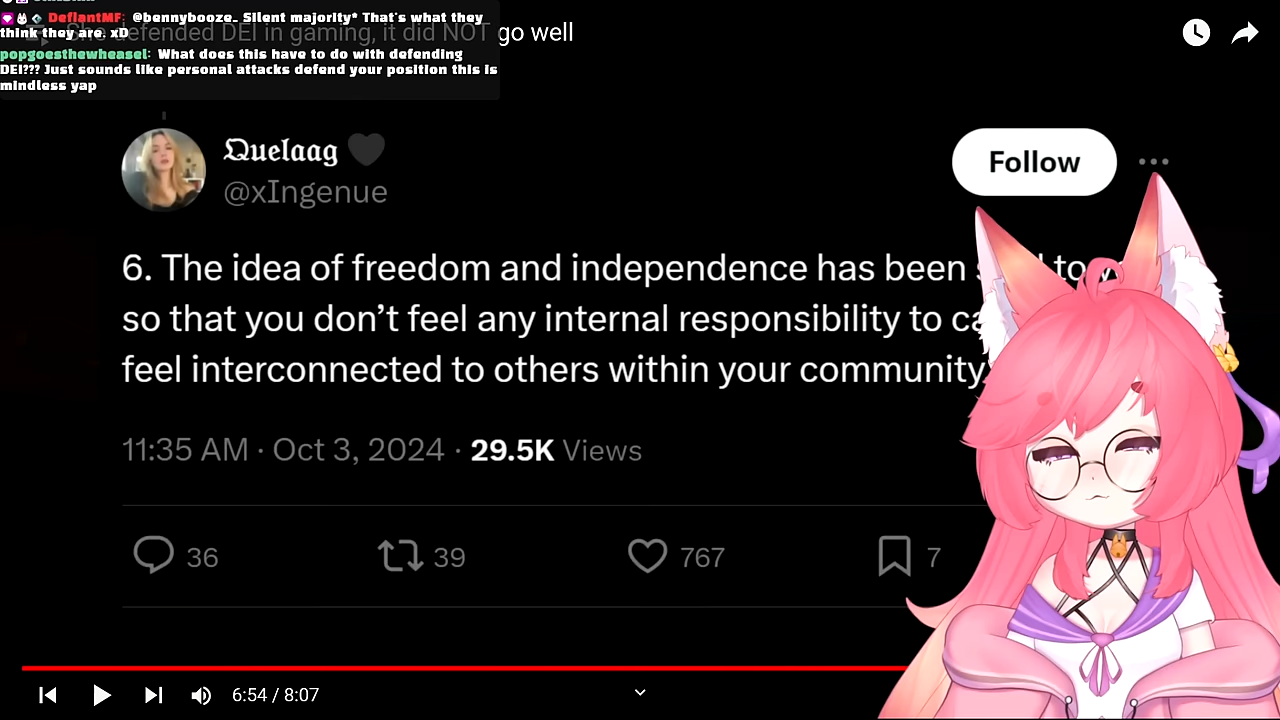 DefiantMF: @bennybooze_ Silent majority* That's what they
think they are. xD
She defended DEI in gaming, it did NOT go well
popgoesthewheasel: What does this have to do with defending
DEI??? Just sounds like personal attacks defend your position this is
mindless yap
𝕼uelaag
@xIngenue
Follow
6. The idea of freedom and independence has been to
so that you don't feel any internal responsibility to
feel interconnected to others within your community
11:35 AM · Oct 3, 2024 · 29.5K Views
36 39 767 7
6:54 / 8:07